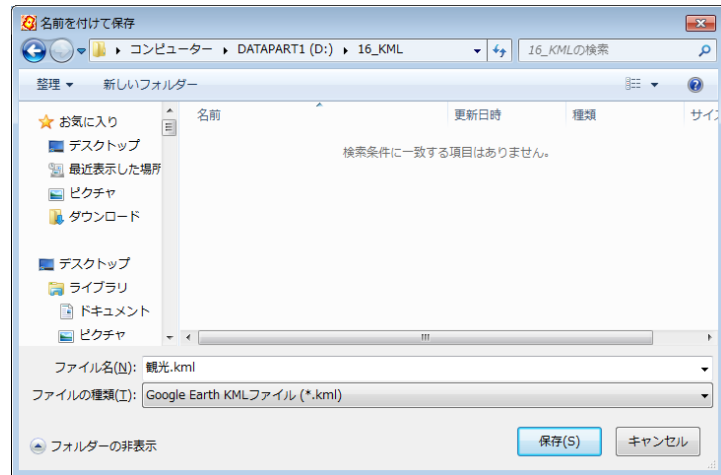 名前を付けて保存
コンピューター DATAPART1 (D:) 16_KML
16_KMLの検索
整理 新しいフォルダー
名前 更新日時 種類 サイズ
検索条件に一致する項目はありません。
お気に入り
デスクトップ
最近表示した場所
ピクチャ
ダウンロード
デスクトップ
ライブラリ
ドキュメント
ピクチャ
ファイル名(N): 観光.kml
ファイルの種類(T): Google Earth KMLファイル (*.kml)
フォルダーの非表示
保存(S) キャンセル